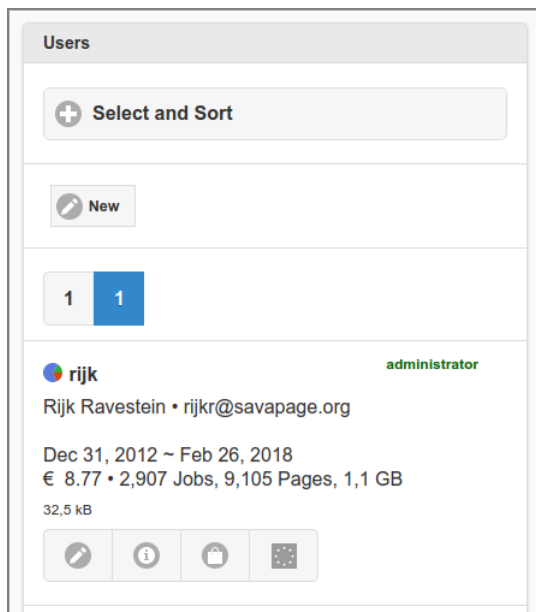 Users
Select and Sort
New
1 1
rijk administrator
Rijk Ravestein • rijkr@savapage.org
Dec 31, 2012 ~ Feb 26, 2018
€ 8.77 • 2,907 Jobs, 9,105 Pages, 1,1 GB
32,5 kB